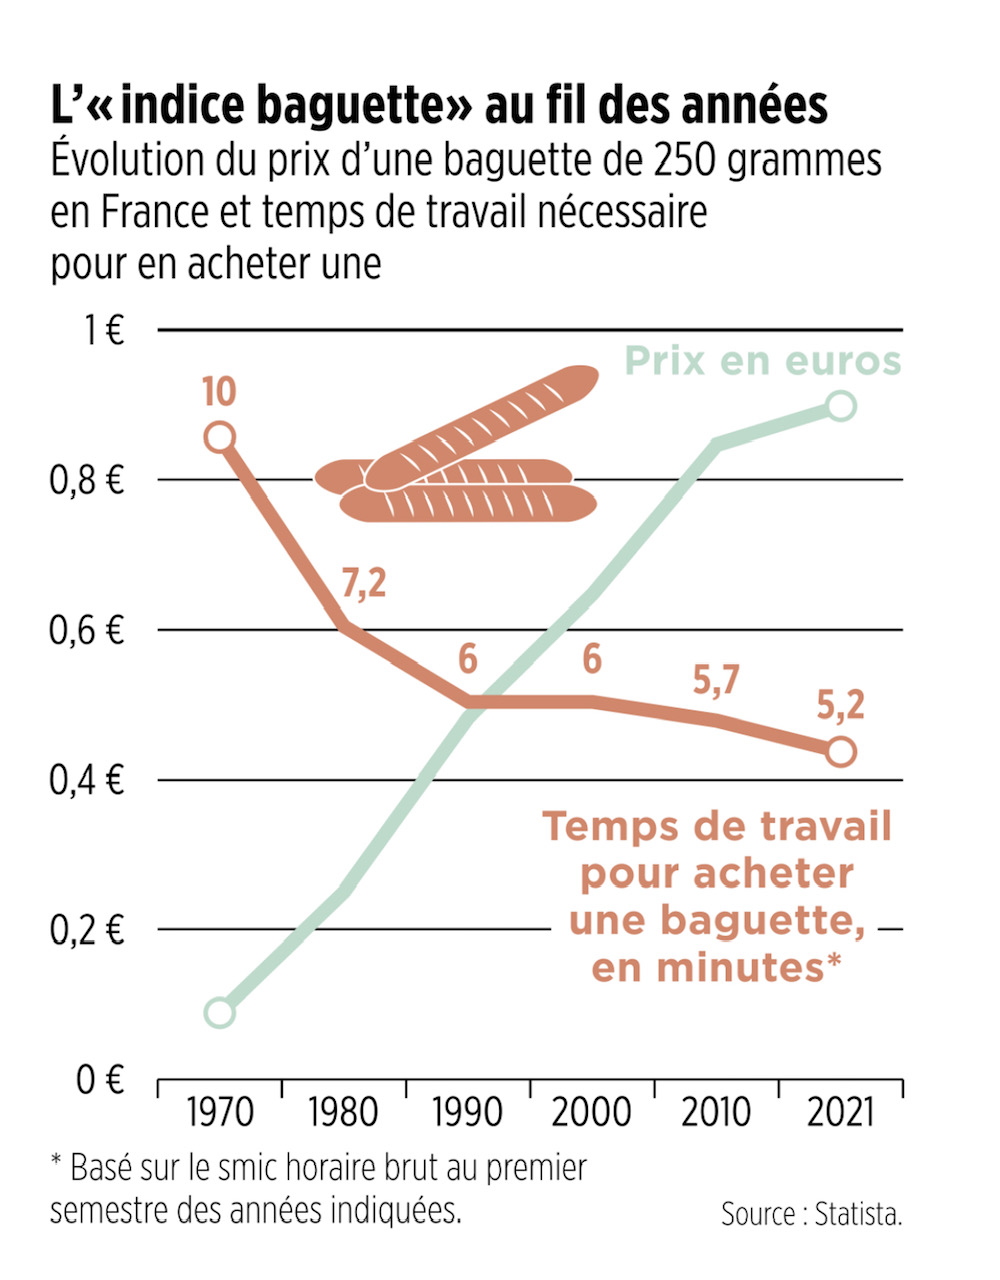 L’« indice baguette» au fil des années
Évolution du prix d’une baguette de 250 grammes
en France et temps de travail nécessaire
pour en acheter une
1 €
Prix en euros
10
0,8 €
7,2
0,6 €
6
6
5,7
5,2
0,4 €
Temps de travail
pour acheter
0,2 €
une baguette,
en minutes*
0 €
1970 1980 1990 2000 2010 2021
* Basé sur le smic horaire brut au premier
semestre des années indiquées.
Source : Statista.